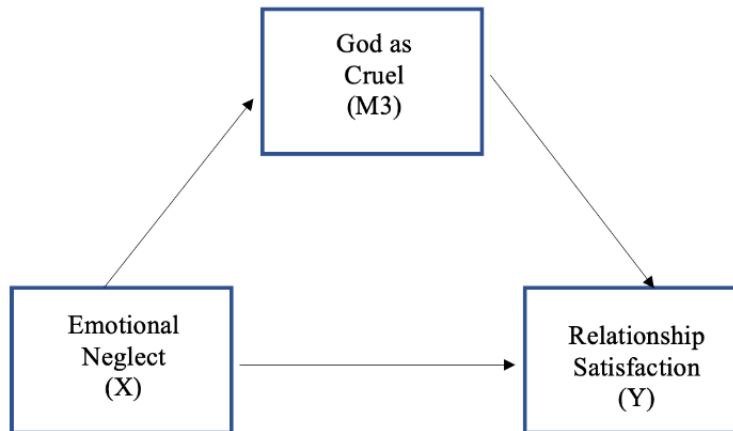 God as
Cruel
(M3)
Emotional
Neglect
(X)
Relationship
Satisfaction
(Y)